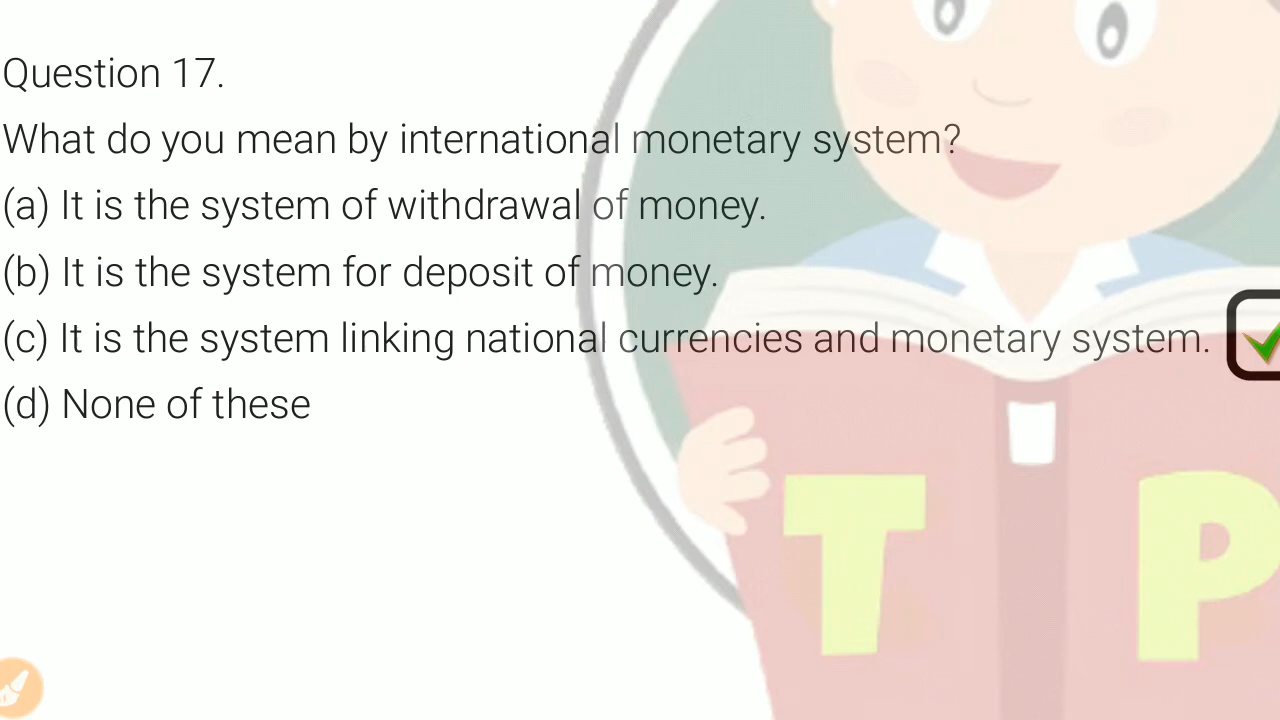 Question 17.
What do you mean by international monetary system?
(a) It is the system of withdrawal of money.
(b) It is the system for deposit of money.
(c) It is the system linking national currencies and monetary system.
(d) None of these
T P